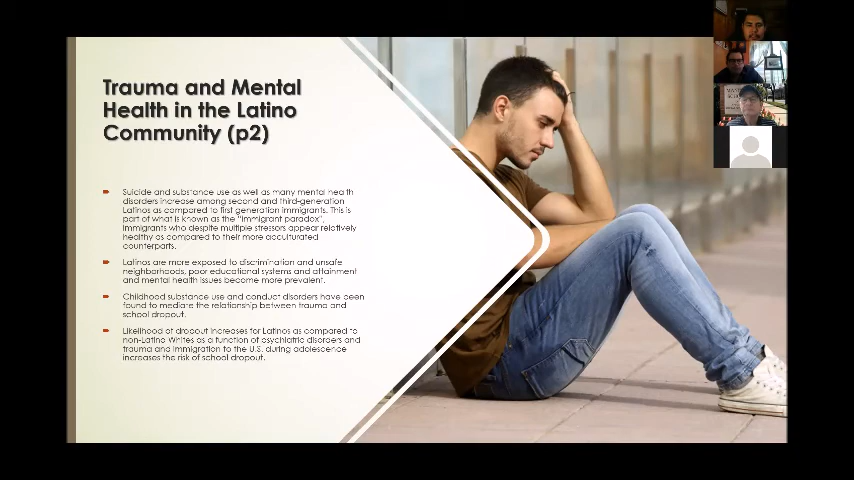 Trauma and Mental
Health in the Latino
Community (p2)
Suicide and substance use as well as many mental health
disorders increase among second and third-generation
Latinos as compared to first generation immigrants. This is
part of what is known as the "immigrant paradox".
Immigrants who despite multiple stressors appear relatively
healthy as compared to their more acculturated
counterparts.
Latinos are more exposed to discrimination and unsafe
neighborhoods, poor educational systems and attainment
and mental health issues become more prevalent.
Childhood substance use and conduct disorders have been
found to mediate the relationship between trauma and
school dropout.
Likelihood of dropout increases for Latinos as compared to
non-Latino Whites as a function of psychiatric disorders and
trauma and immigration to the U.S. during adolescence
increases the risk of school dropout.